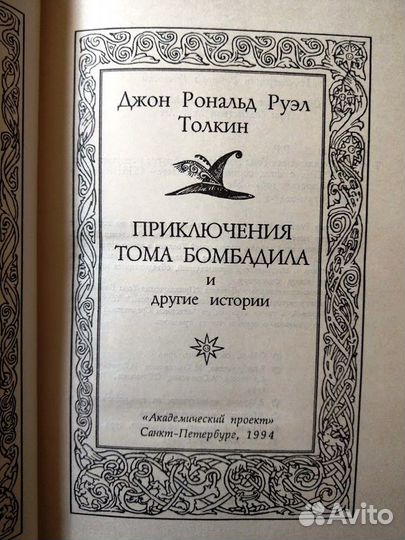 Джон Рональд Руэл
Толкин
ПРИКЛЮЧЕНИЯ
ТОМА БОМБАДИЛА
и
другие истории
«Академический проект»
Санкт-Петербург, 1994
Avito